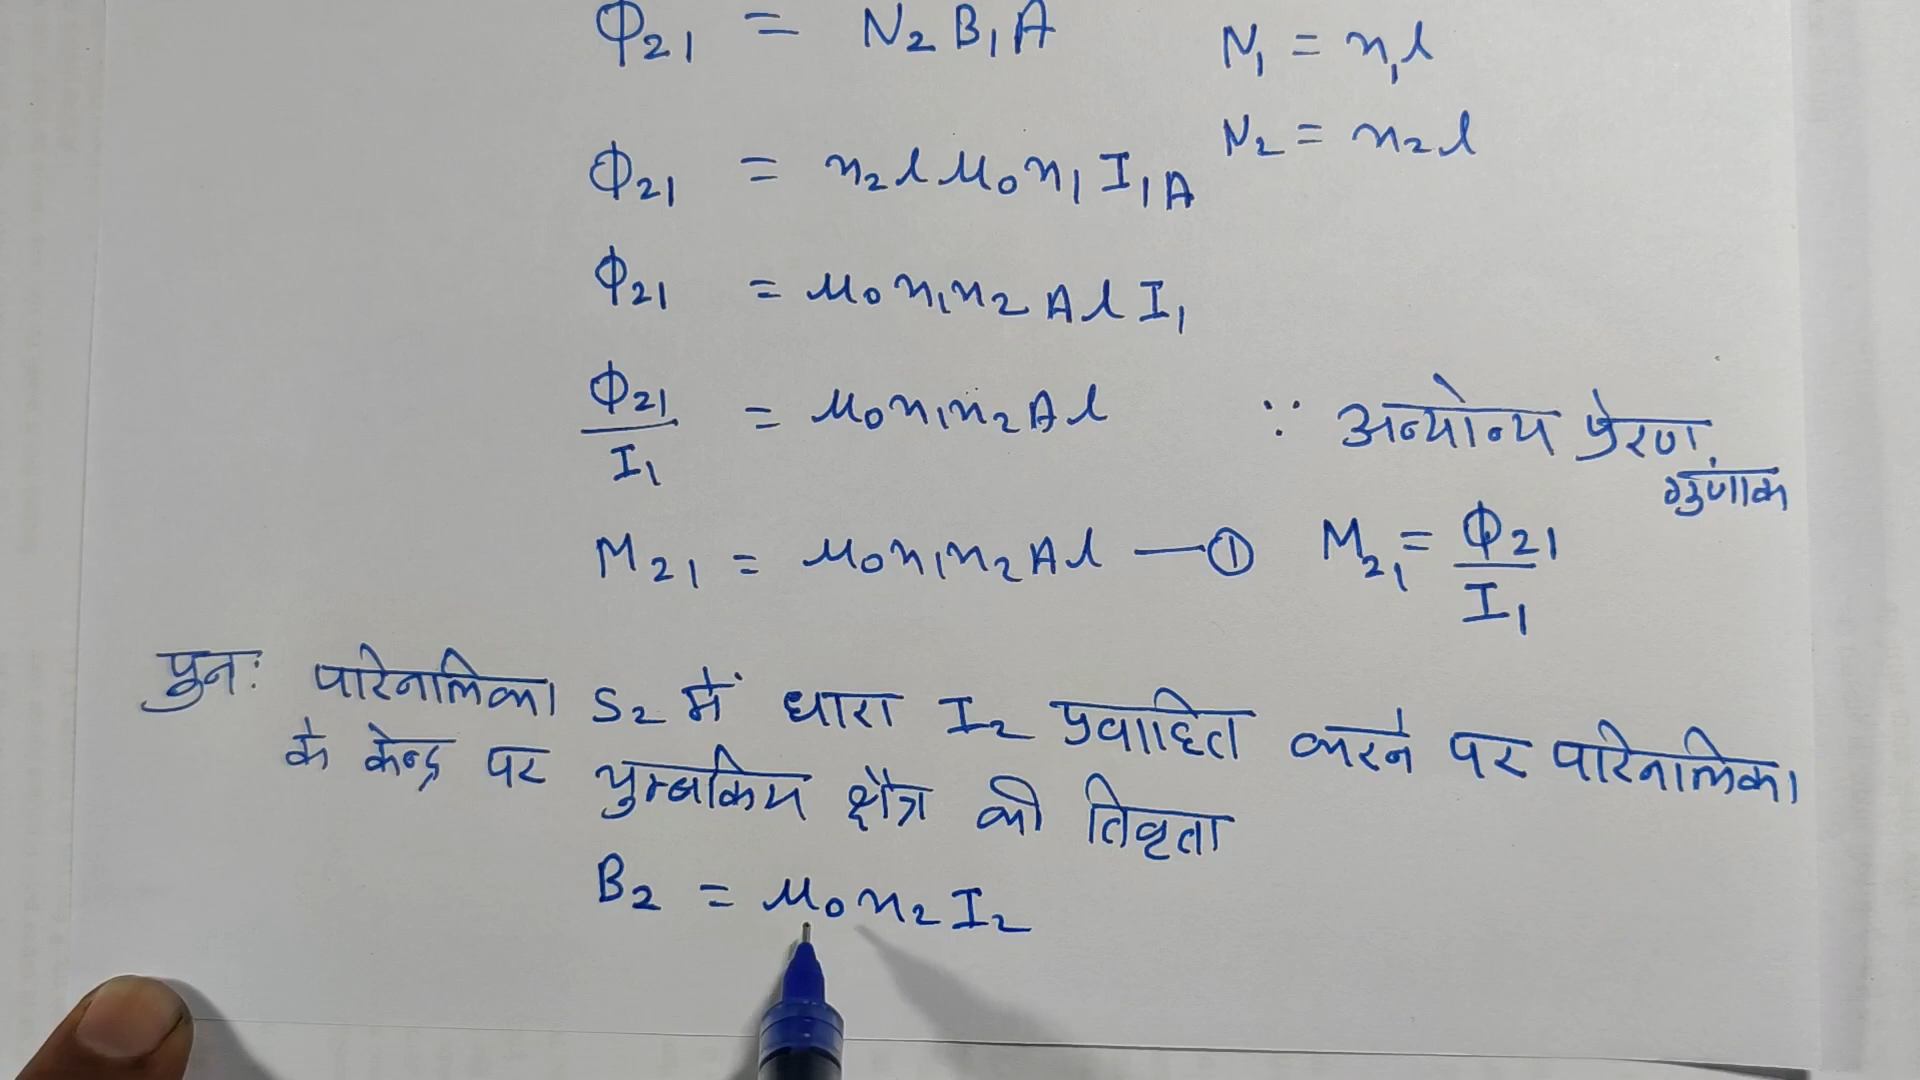 Φ21 = N2 B1 A
N1 = n1 l
N2 = n2 l
Φ21 = n2 l μ0 n1 I1 A
Φ21 = μ0 n1 n2 A l I1
Φ21/I1 = μ0 n1 n2 A l
∵ अन्योन्य प्रेरण
गुणांक
M21 = μ0 n1 n2 A l — ①
M21 = Φ21/I1
पुनः परिनालिका S2 में धारा I2 प्रवाहित करने पर परिनालिका
के केन्द्र पर चुम्बकिय क्षेत्र की तिवृता
B2 = μ0 n2 I2